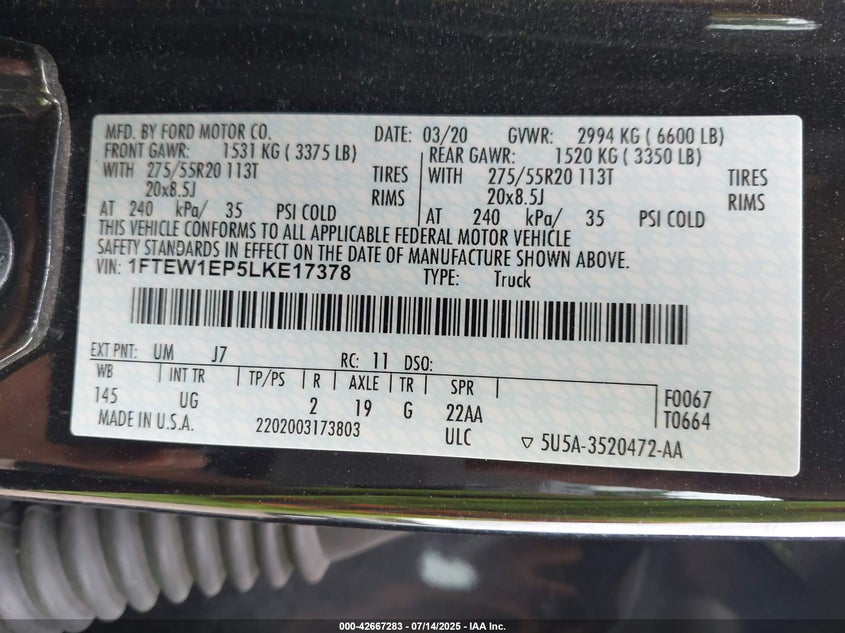 MFD. BY FORD MOTOR CO. DATE: 03/20 GVWR: 2994 KG ( 6600 LB)
FRONT GAWR: 1531 KG ( 3375 LB) REAR GAWR: 1520 KG ( 3350 LB)
WITH 275/55R20 113T TIRES WITH 275/55R20 113T TIRES
20x8.5J RIMS 20x8.5J RIMS
AT 240 kPa/ 35 PSI COLD AT 240 kPa/ 35 PSI COLD
THIS VEHICLE CONFORMS TO ALL APPLICABLE FEDERAL MOTOR VEHICLE
SAFETY STANDARDS IN EFFECT ON THE DATE OF MANUFACTURE SHOWN ABOVE.
VIN: 1FTEW1EP5LKE17378 TYPE: Truck
EXT PNT: UM J7 RC: 11 DSO:
WB INT TR TP/PS R AXLE TR SPR F0067
145 UG 2 19 G 22AA T0664
MADE IN U.S.A. 2202003173803 ULC 5U5A-3520472-AA
000-42667283 / 07/14/2025 - IAA Inc.